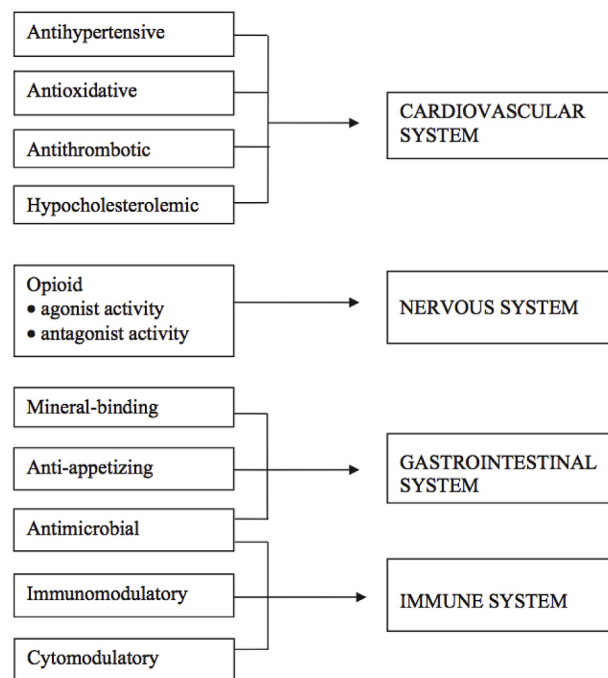 Antihypertensive
Antioxidative
Antithrombotic
Hypocholesterolemic
CARDIOVASCULAR
SYSTEM
Opioid
• agonist activity
• antagonist activity
NERVOUS SYSTEM
Mineral-binding
Anti-appetizing
Antimicrobial
GASTROINTESTINAL
SYSTEM
Immunomodulatory
Cytomodulatory
IMMUNE SYSTEM